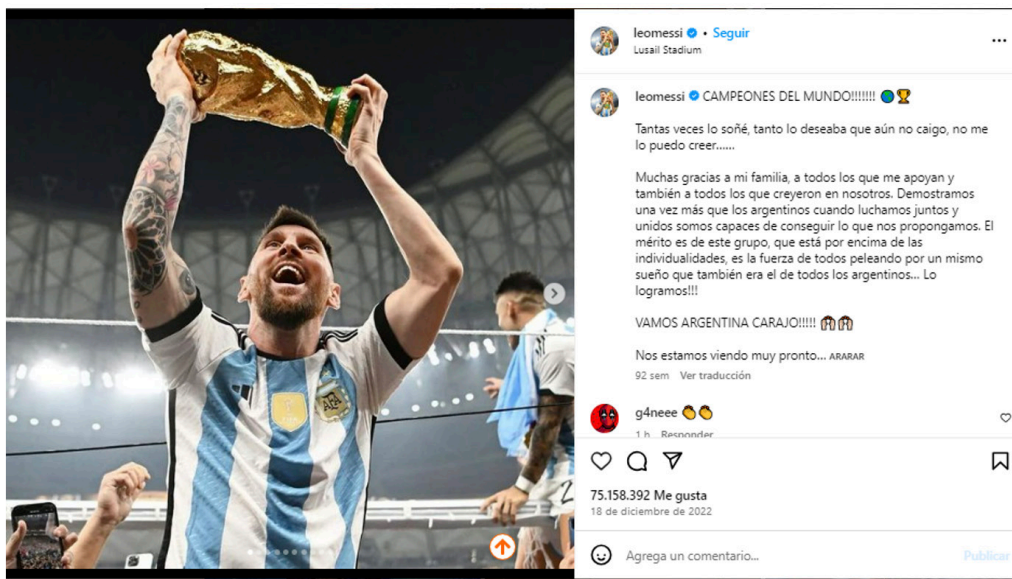 leomessi • Seguir
Lusail Stadium
leomessi CAMPEONES DEL MUNDO!!!!!!! 🌎🏆
Tantas veces lo soñé, tanto lo deseaba que aún no caigo, no me
lo puedo creer......
Muchas gracias a mi familia, a todos los que me apoyan y
también a todos los que creyeron en nosotros. Demostramos
una vez más que los argentinos cuando luchamos juntos y
unidos somos capaces de conseguir lo que nos propongamos. El
mérito es de este grupo, que está por encima de las
individualidades, es la fuerza de todos peleando por un mismo
sueño que también era el de todos los argentinos... Lo
logramos!!!
VAMOS ARGENTINA CARAJO!!!!! 🙌🙌
Nos estamos viendo muy pronto... ᴀʀᴀʀᴀʀ
92 sem Ver traducción
g4neee 👏👏
1 h Responder
75.158.392 Me gusta
18 de diciembre de 2022
Agrega un comentario...
Publicar
AFA
2